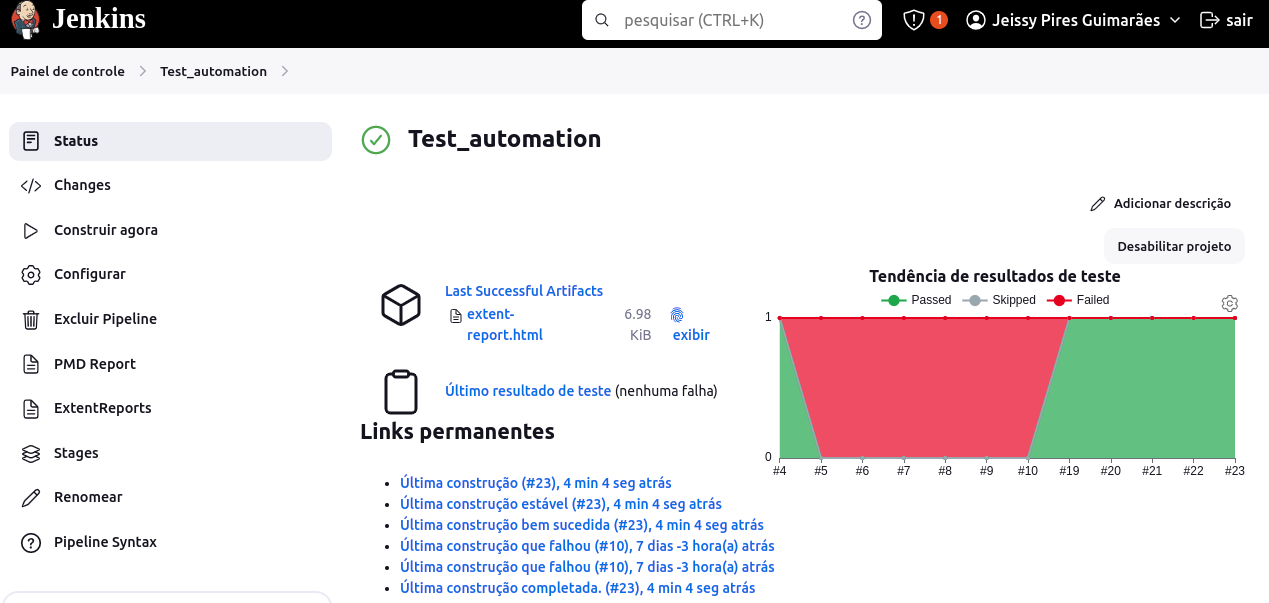 Jenkins
pesquisar (CTRL+K)
1
Jeissy Pires Guimarães
sair
Painel de controle
Test_automation
Status
Changes
Construir agora
Configurar
Excluir Pipeline
PMD Report
ExtentReports
Stages
Renomear
Pipeline Syntax
Test_automation
Adicionar descrição
Desabilitar projeto
Last Successful Artifacts
extent-
report.html
6.98
KiB
exibir
Último resultado de teste (nenhuma falha)
Tendência de resultados de teste
Passed Skipped Failed
1
0
#4 #5 #6 #7 #8 #9 #10 #19 #20 #21 #22 #23
Links permanentes
Última construção (#23), 4 min 4 seg atrás
Última construção estável (#23), 4 min 4 seg atrás
Última construção bem sucedida (#23), 4 min 4 seg atrás
Última construção que falhou (#10), 7 dias -3 hora(a) atrás
Última construção que falhou (#10), 7 dias -3 hora(a) atrás
Última construção completada. (#23), 4 min 4 seg atrás